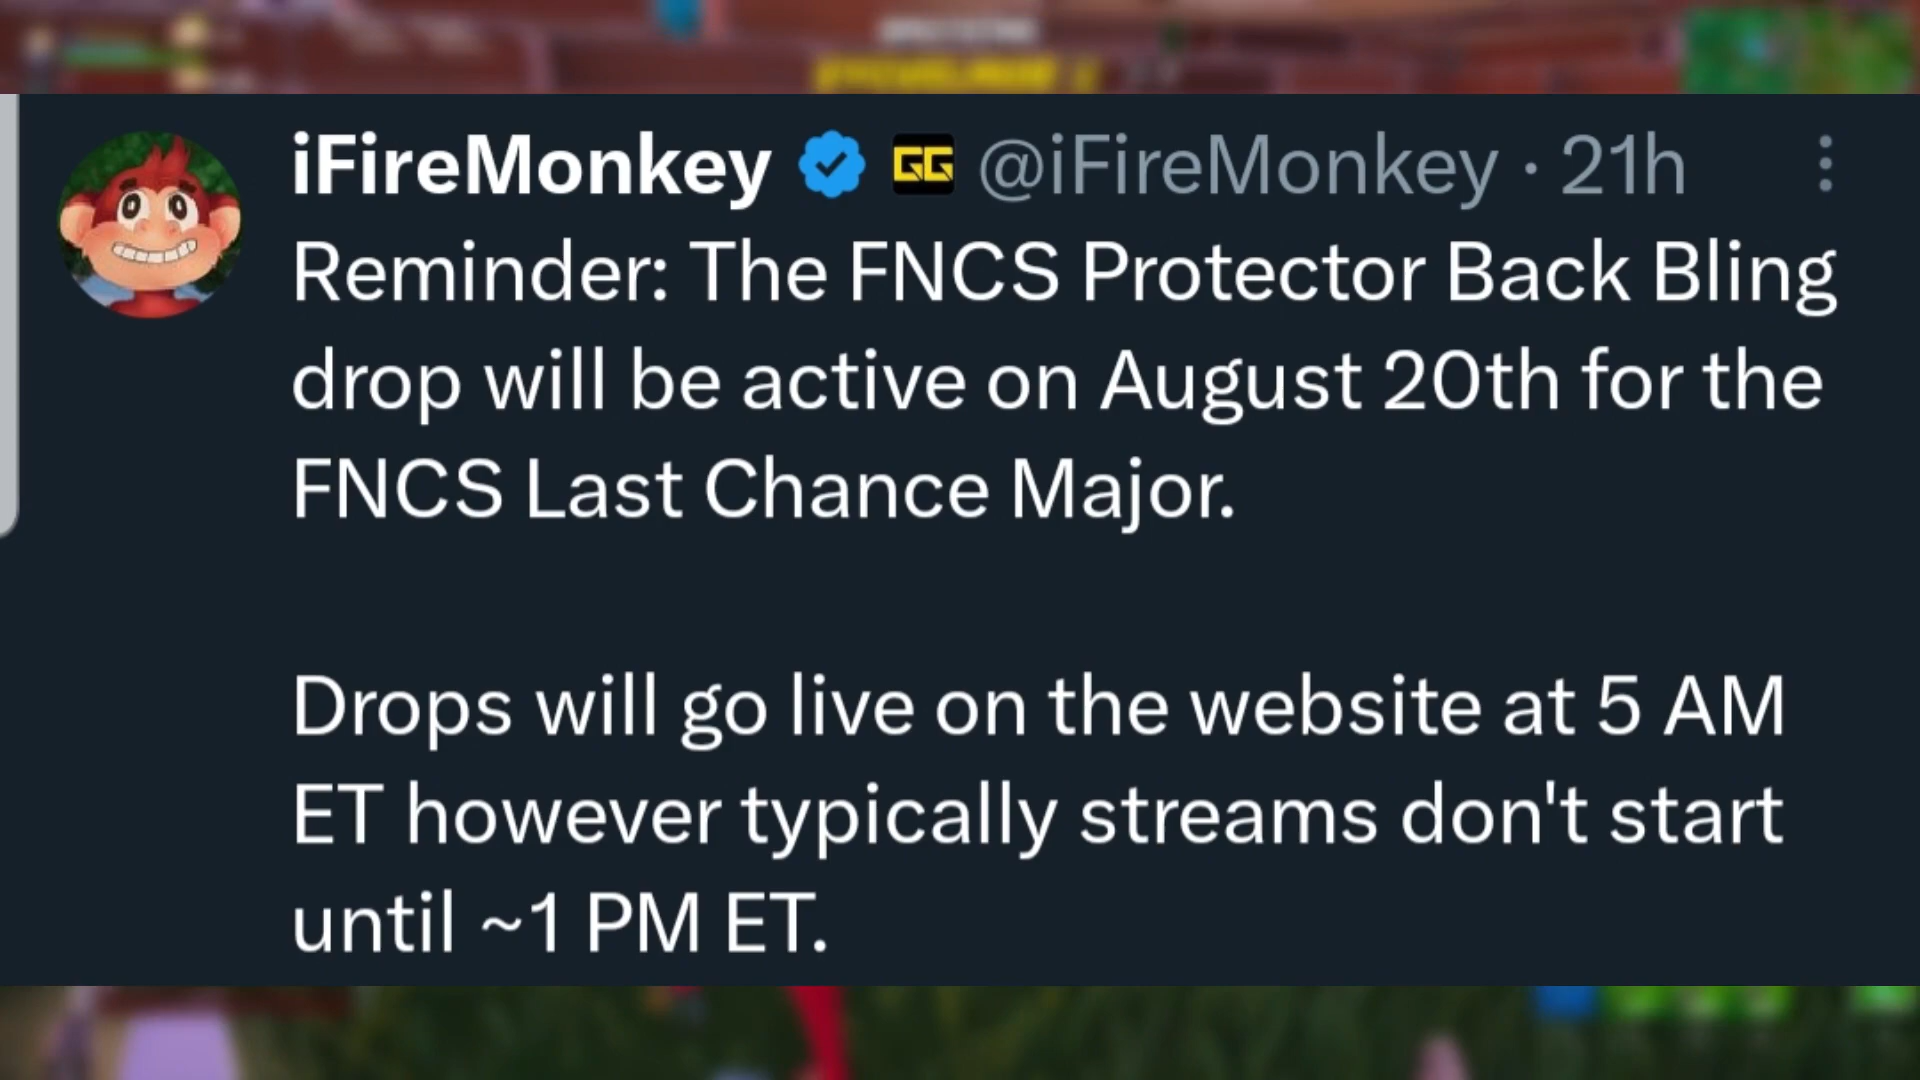 iFireMonkey GG @iFireMonkey · 21h
Reminder: The FNCS Protector Back Bling
drop will be active on August 20th for the
FNCS Last Chance Major.
Drops will go live on the website at 5 AM
ET however typically streams don't start
until ~1 PM ET.